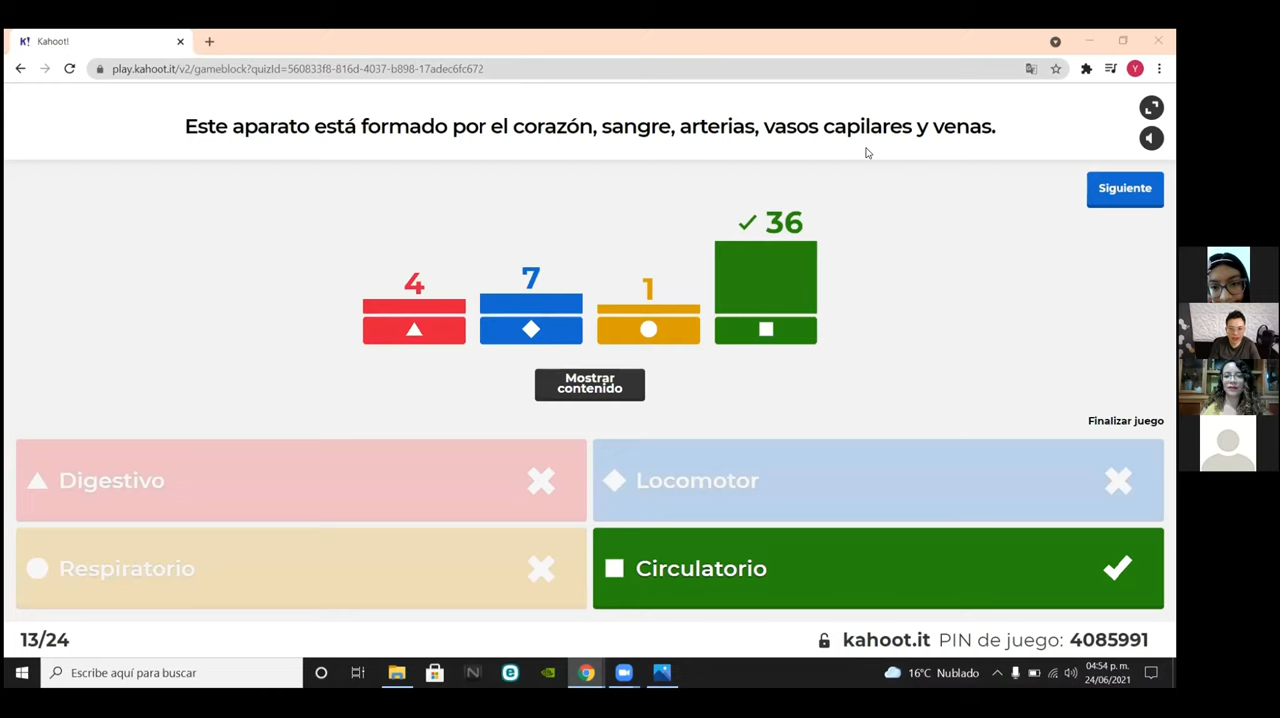 K! Kahoot!
play.kahoot.it/v2/gameblock?quizId=560833f8-816d-4037-b898-17adec6fc672
Y
Este aparato está formado por el corazón, sangre, arterias, vasos capilares y venas.
Siguiente
4
7
1
36
Mostrar
contenido
Finalizar juego
Digestivo
Locomotor
Respiratorio
Circulatorio
13/24
kahoot.it PIN de juego: 4085991
Escribe aquí para buscar
N
e
16°C Nublado
04:54 p. m.
24/06/2021